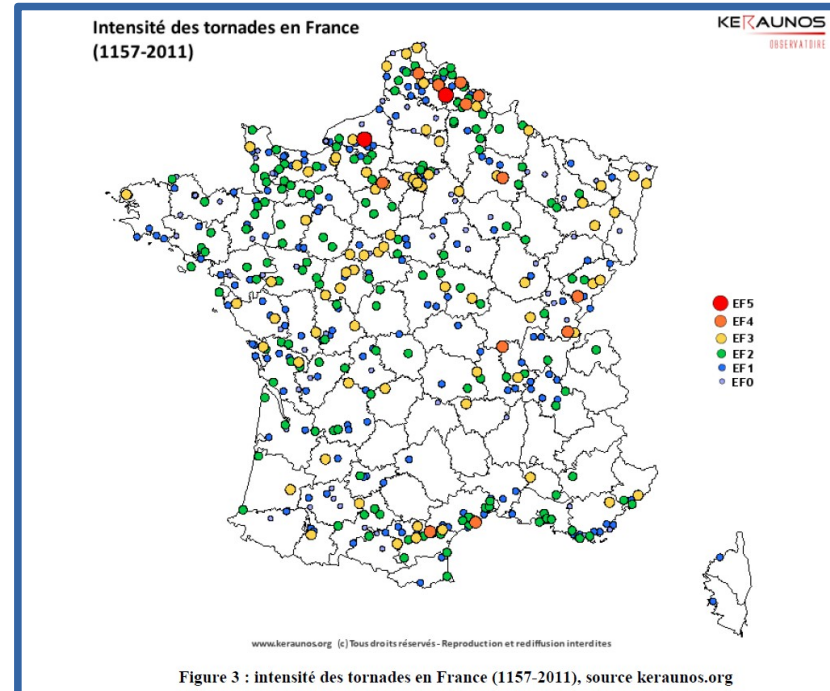 Intensité des tornades en France
(1157-2011)
KERAUNOS
OBSERVATOIRE
EF5
EF4
EF3
EF2
EF1
EF0
www.keraunos.org (c) Tous droits réservés - Reproduction et rediffusion interdites
Figure 3 : intensité des tornades en France (1157-2011), source keraunos.org